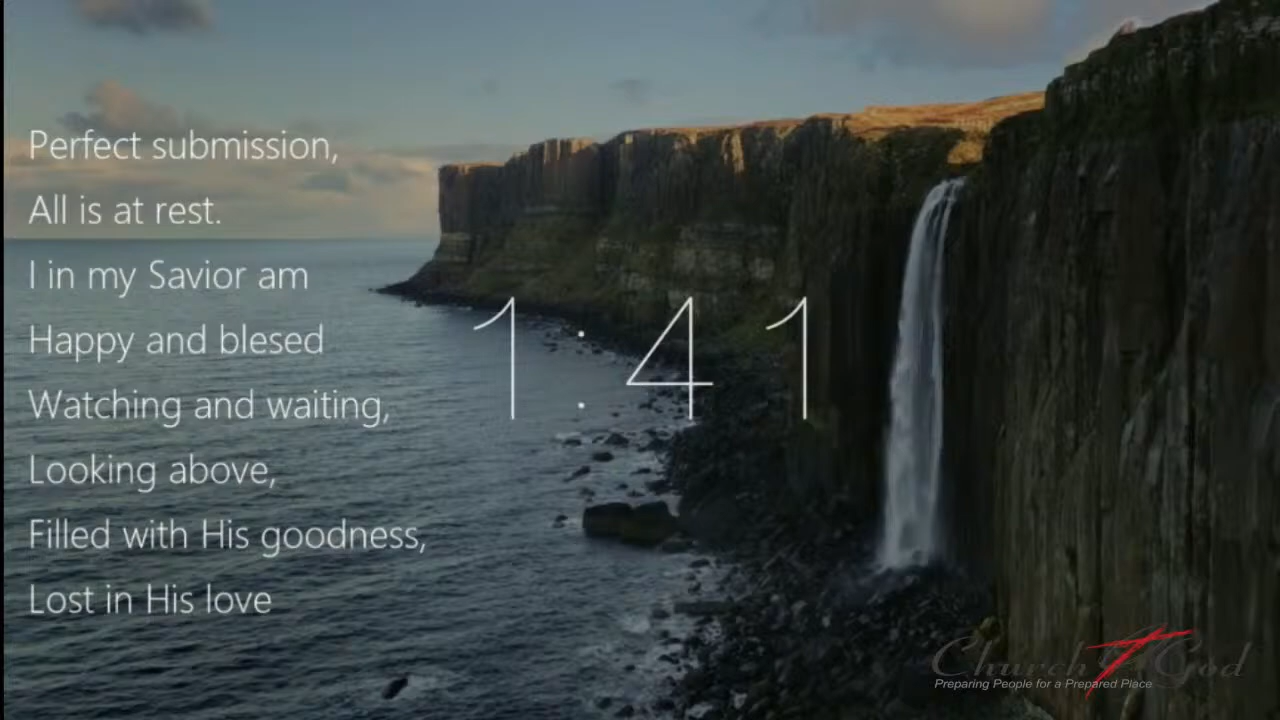 Perfect submission,
All is at rest.
I in my Savior am
Happy and blesed
Watching and waiting,
Looking above,
Filled with His goodness,
Lost in His love
1:41
Church of God
Preparing People for a Prepared Place